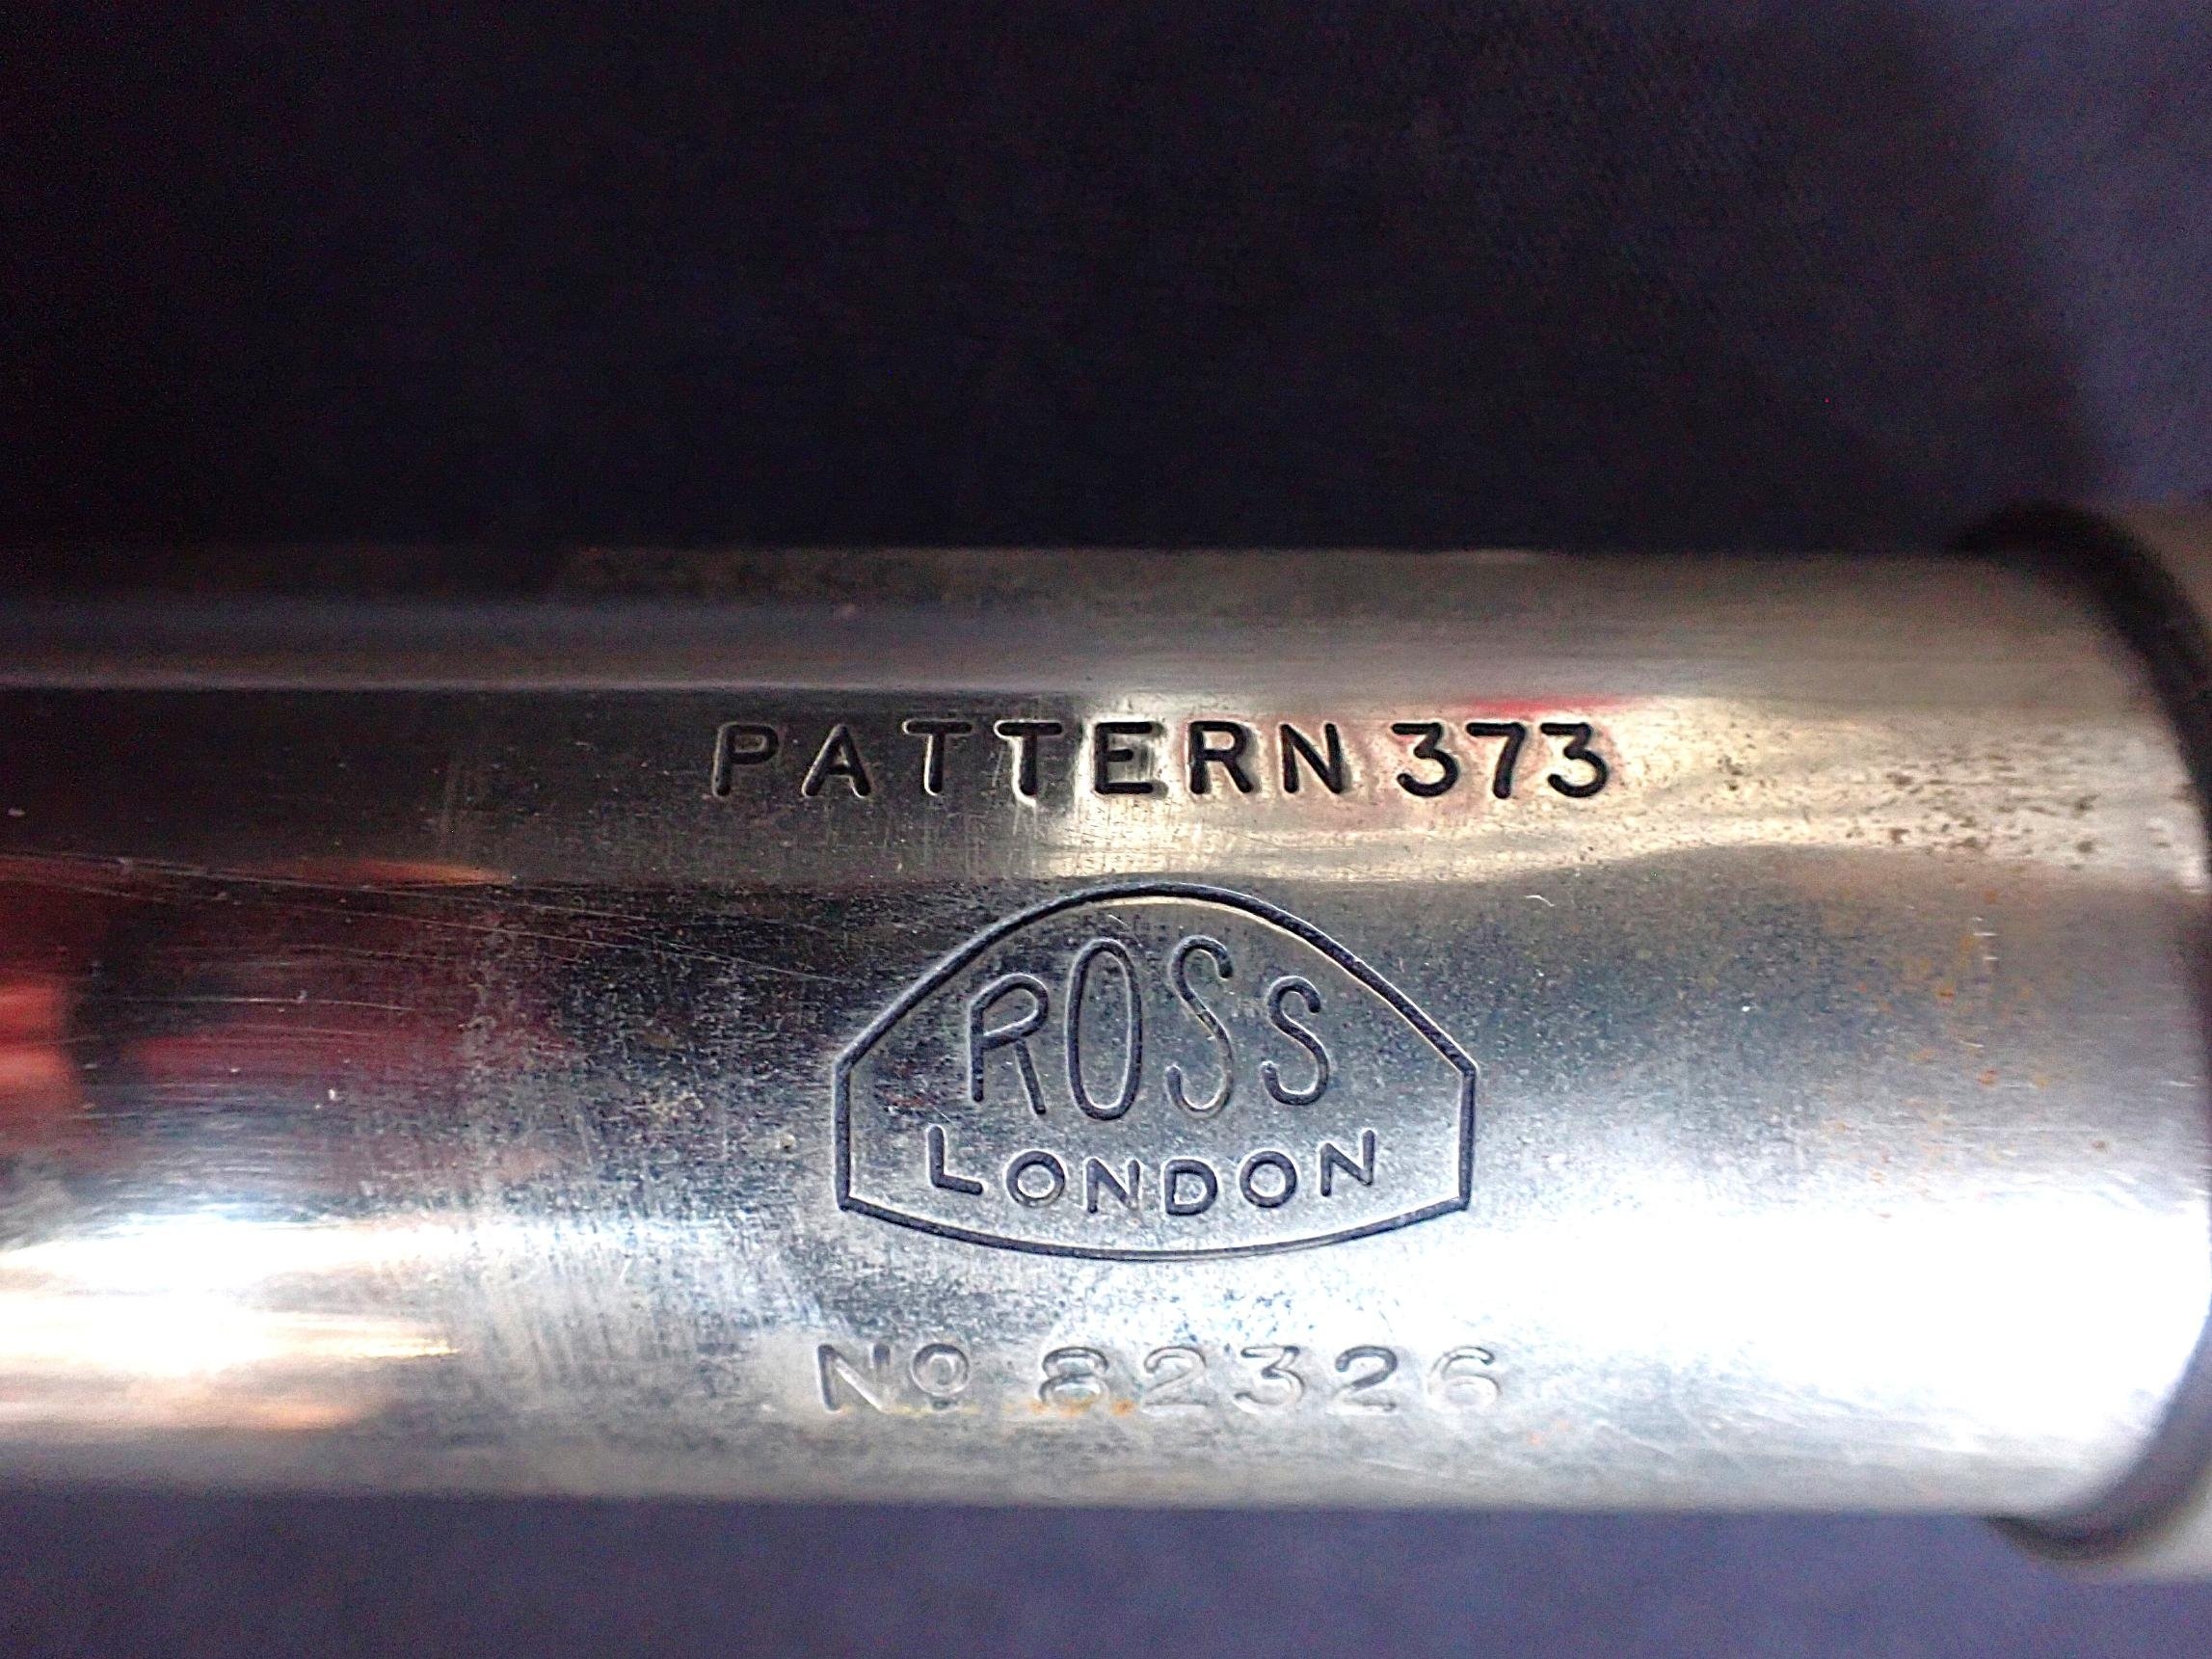 PATTERN 373
ROSS
LONDON
No 82326